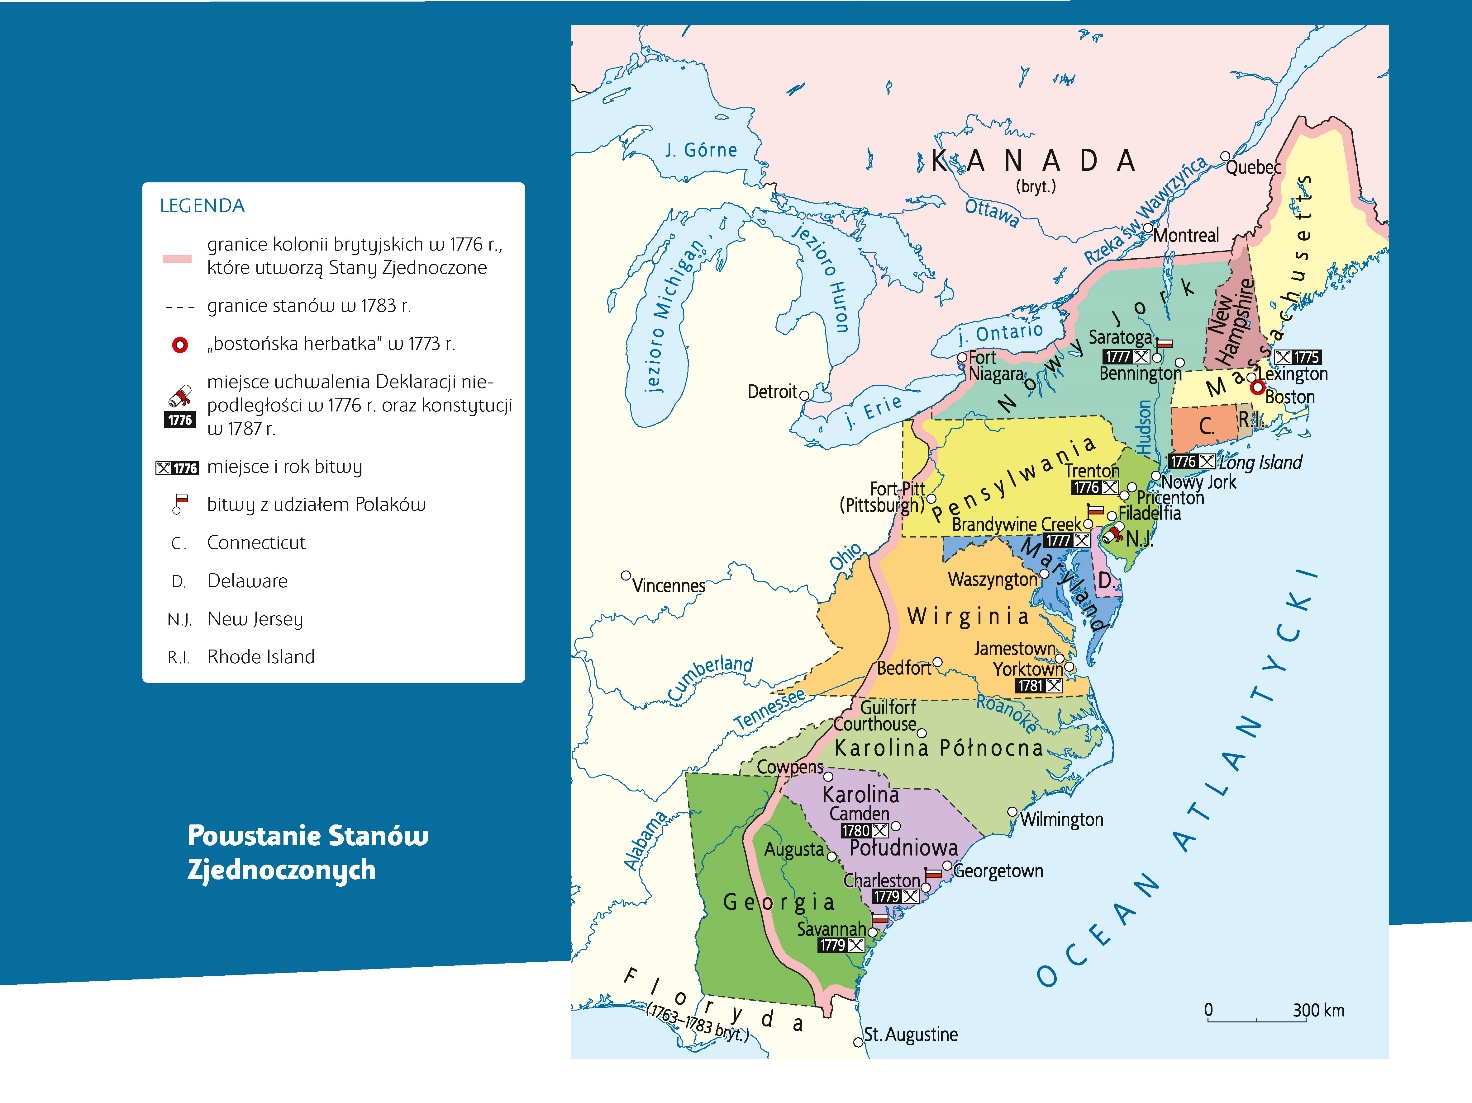 LEGENDA
granice kolonii brytyjskich w 1776 r.,
które utworzą Stany Zjednoczone
granice stanów w 1783 r.
„bostońska herbatka" w 1773 r.
miejsce uchwalenia Deklaracji nie-
podległości w 1776 r. oraz konstytucji
w 1787 r.
1776
1776 miejsce i rok bitwy
bitwy z udziałem Polaków
C. Connecticut
D. Delaware
N.J. New Jersey
R.I. Rhode Island
Powstanie Stanów
Zjednoczonych
J. Górne
KANADA
(bryt.)
Quebec
Ottawa
Rzeka św Wawrzyńca
Montreal
jezioro Michigan
jezioro Huron
j. Ontario
j. Erie
Nowy Jork
New
Hampshire
Massachusetts
Saratoga
1777
Bennington
1775
Lexington
Boston
Fort
Niagara
Detroit
Hudson
C.
R.I.
1776 Long Island
Pensylwania
Trenton
1776
Nowy Jork
Pricenton
Filadelfia
Fort-Pitt
(Pittsburgh)
Brandywine Creek
1777
N.J.
Maryland
D.
Ohio
Vincennes
Waszyngton
Wirginia
Jamestown
Yorktown
1781
Bedfort
Cumberland
Tennessee
Roanoke
Guilforf
Courthouse
Karolina Północna
Cowpens
Karolina
Camden
1780
Południowa
Wilmington
Alabama
Augusta
Georgetown
Charleston
1779
Georgia
Savannah
1779
Floryda
(1763–1783 bryt.)
St. Augustine
OCEAN ATLANTYCKI
0 300 km